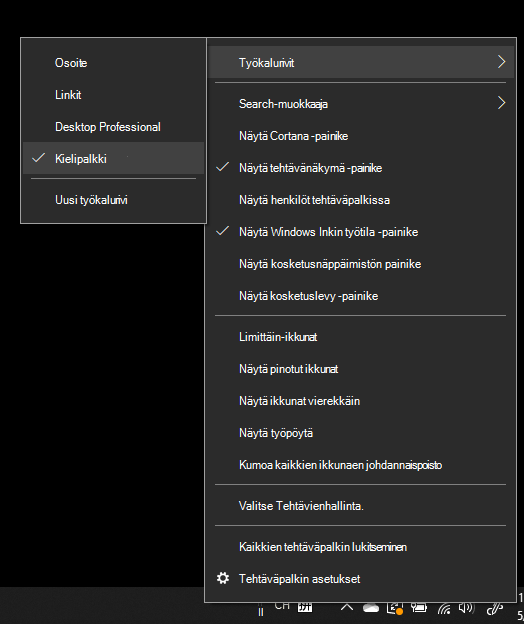 Osoite
Linkit
Desktop Professional
Kielipalkki
Uusi työkalurivi
Työkalurivit
Search-muokkaaja
Näytä Cortana -painike
Näytä tehtävänäkymä -painike
Näytä henkilöt tehtäväpalkissa
Näytä Windows Inkin työtila -painike
Näytä kosketusnäppäimistön painike
Näytä kosketuslevy -painike
Limittäin-ikkunat
Näytä pinotut ikkunat
Näytä ikkunat vierekkäin
Näytä työpöytä
Kumoa kaikkien ikkunaen johdannaispoisto
Valitse Tehtävienhallinta.
Kaikkien tehtäväpalkin lukitseminen
Tehtäväpalkin asetukset
CH 拼